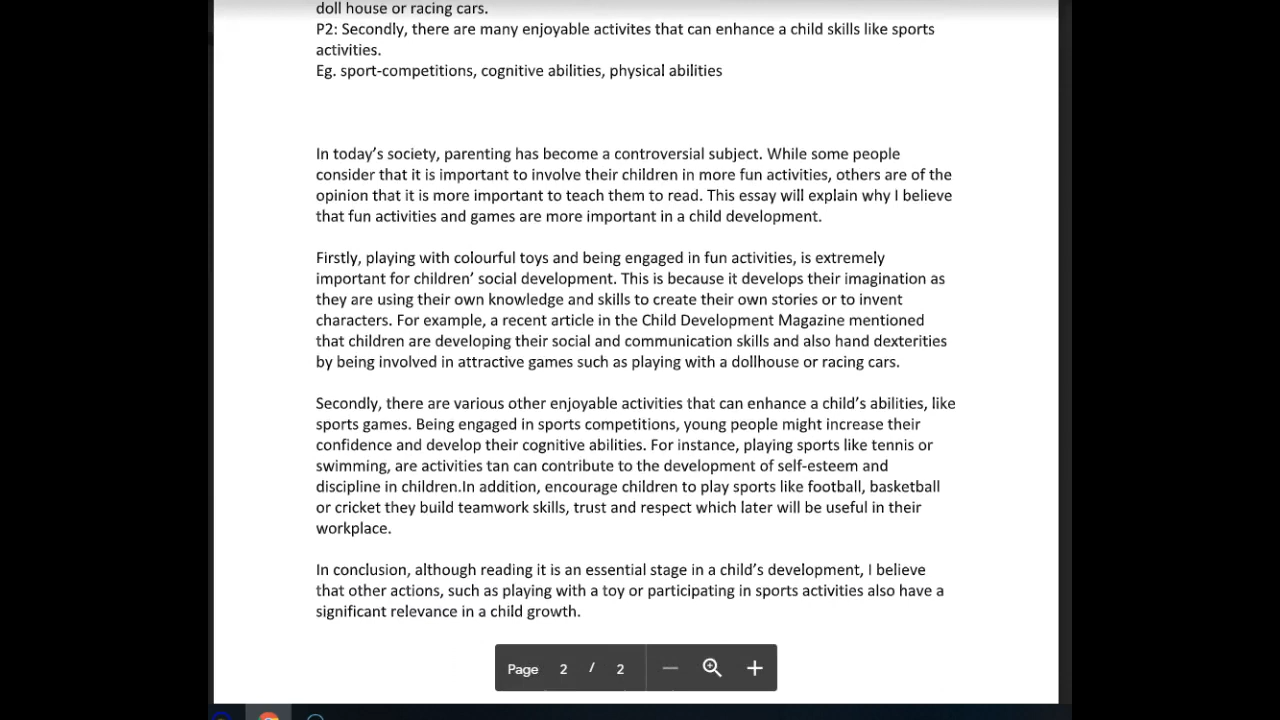 doll house or racing cars.
P2: Secondly, there are many enjoyable activites that can enhance a child skills like sports
activities.
Eg. sport-competitions, cognitive abilities, physical abilities
In today’s society, parenting has become a controversial subject. While some people
consider that it is important to involve their children in more fun activities, others are of the
opinion that it is more important to teach them to read. This essay will explain why I believe
that fun activities and games are more important in a child development.
Firstly, playing with colourful toys and being engaged in fun activities, is extremely
important for children’ social development. This is because it develops their imagination as
they are using their own knowledge and skills to create their own stories or to invent
characters. For example, a recent article in the Child Development Magazine mentioned
that children are developing their social and communication skills and also hand dexterities
by being involved in attractive games such as playing with a dollhouse or racing cars.
Secondly, there are various other enjoyable activities that can enhance a child’s abilities, like
sports games. Being engaged in sports competitions, young people might increase their
confidence and develop their cognitive abilities. For instance, playing sports like tennis or
swimming, are activities tan can contribute to the development of self-esteem and
discipline in children.In addition, encourage children to play sports like football, basketball
or cricket they build teamwork skills, trust and respect which later will be useful in their
workplace.
In conclusion, although reading it is an essential stage in a child’s development, I believe
that other actions, such as playing with a toy or participating in sports activities also have a
significant relevance in a child growth.
Page 2 / 2